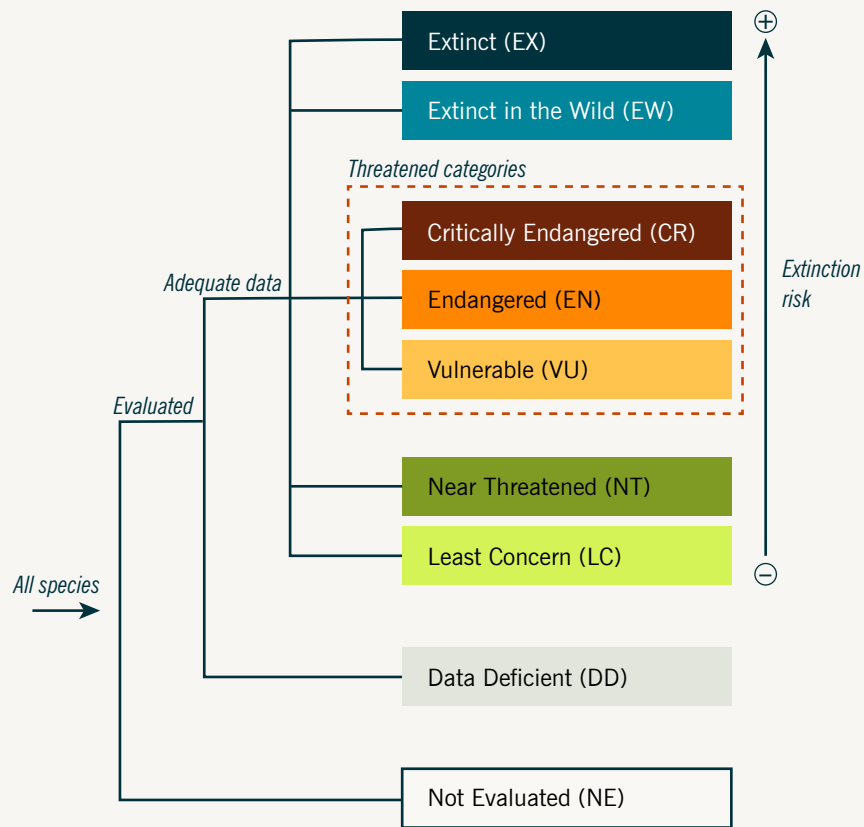 Extinct (EX)
Extinct in the Wild (EW)
Threatened categories
Critically Endangered (CR)
Adequate data
Endangered (EN)
Extinction
risk
Vulnerable (VU)
Evaluated
Near Threatened (NT)
Least Concern (LC)
All species
Data Deficient (DD)
Not Evaluated (NE)